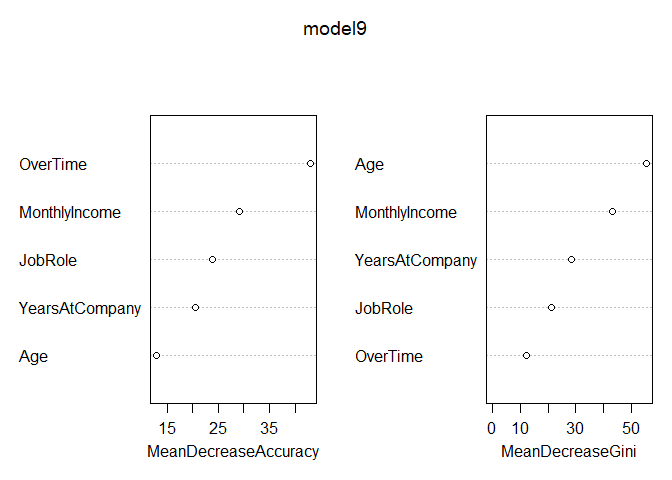 model9
OverTime
MonthlyIncome
JobRole
YearsAtCompany
Age
15 25 35
MeanDecreaseAccuracy
Age
MonthlyIncome
YearsAtCompany
JobRole
OverTime
0 10 30 50
MeanDecreaseGini